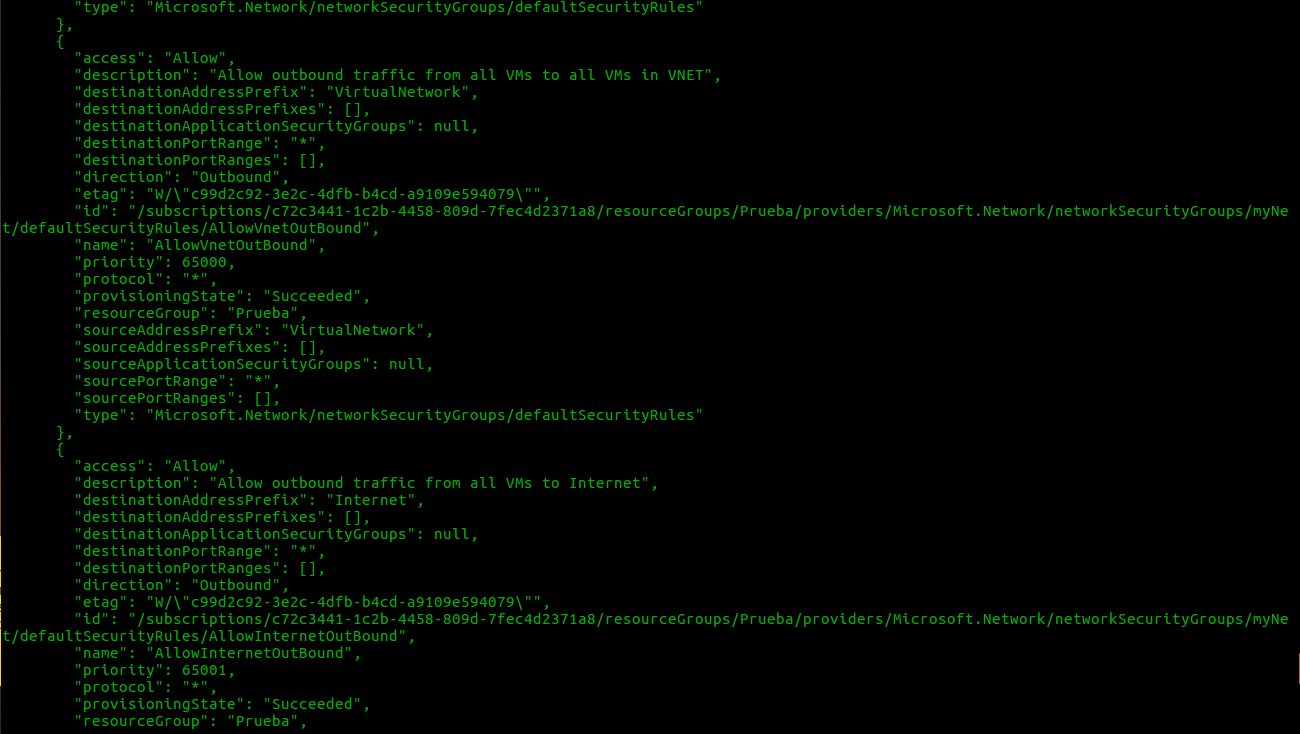 "type": "Microsoft.Network/networkSecurityGroups/defaultSecurityRules"
},
{
"access": "Allow",
"description": "Allow outbound traffic from all VMs to all VMs in VNET",
"destinationAddressPrefix": "VirtualNetwork",
"destinationAddressPrefixes": [],
"destinationApplicationSecurityGroups": null,
"destinationPortRange": "*",
"destinationPortRanges": [],
"direction": "Outbound",
"etag": "W/\"c99d2c92-3e2c-4dfb-b4cd-a9109e594079\"",
"id": "/subscriptions/c72c3441-1c2b-4458-809d-7fec4d2371a8/resourceGroups/Prueba/providers/Microsoft.Network/networkSecurityGroups/myNe
t/defaultSecurityRules/AllowVnetOutBound",
"name": "AllowVnetOutBound",
"priority": 65000,
"protocol": "*",
"provisioningState": "Succeeded",
"resourceGroup": "Prueba",
"sourceAddressPrefix": "VirtualNetwork",
"sourceAddressPrefixes": [],
"sourceApplicationSecurityGroups": null,
"sourcePortRange": "*",
"sourcePortRanges": [],
"type": "Microsoft.Network/networkSecurityGroups/defaultSecurityRules"
},
{
"access": "Allow",
"description": "Allow outbound traffic from all VMs to Internet",
"destinationAddressPrefix": "Internet",
"destinationAddressPrefixes": [],
"destinationApplicationSecurityGroups": null,
"destinationPortRange": "*",
"destinationPortRanges": [],
"direction": "Outbound",
"etag": "W/\"c99d2c92-3e2c-4dfb-b4cd-a9109e594079\"",
"id": "/subscriptions/c72c3441-1c2b-4458-809d-7fec4d2371a8/resourceGroups/Prueba/providers/Microsoft.Network/networkSecurityGroups/myNe
t/defaultSecurityRules/AllowInternetOutBound",
"name": "AllowInternetOutBound",
"priority": 65001,
"protocol": "*",
"provisioningState": "Succeeded",
"resourceGroup": "Prueba",